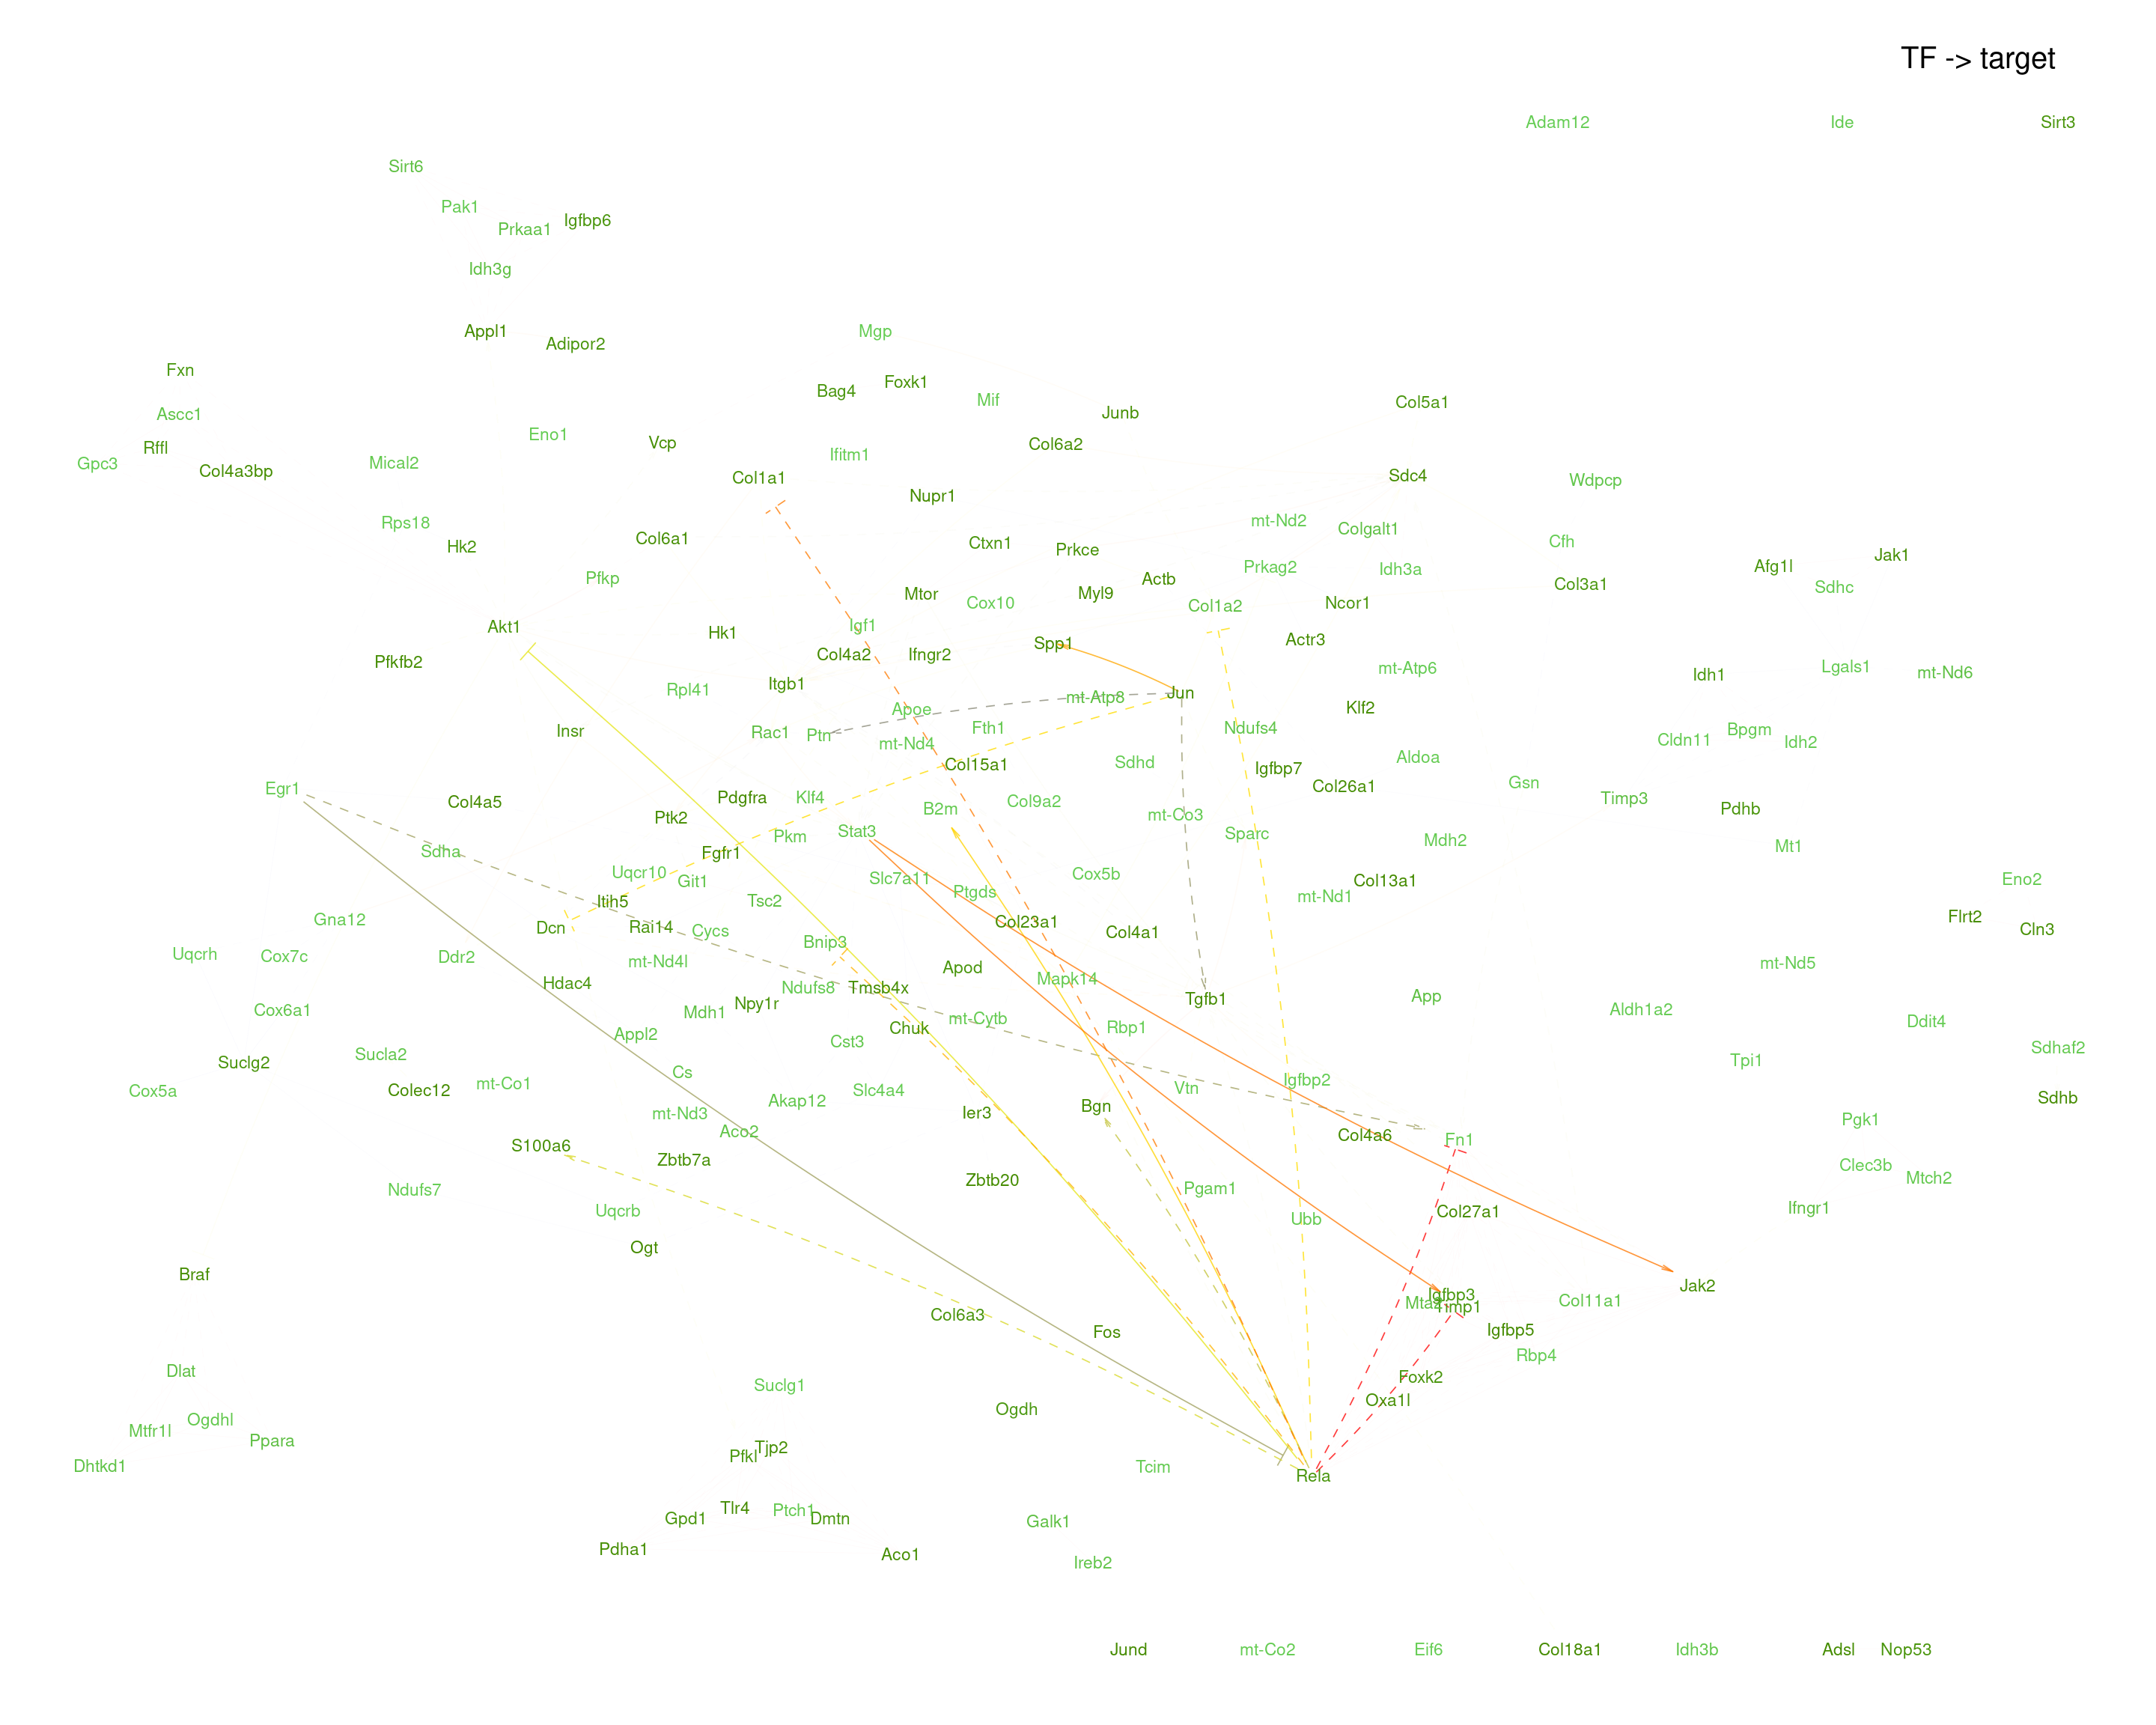 TF -> target
Adam12
Ide
Sirt3
Sirt6
Pak1
Igfbp6
Prkaa1
Idh3g
Appl1
Mgp
Adipor2
Fxn
Foxk1
Bag4
Mif
Col5a1
Junb
Ascc1
Eno1
Vcp
Col6a2
Rffl
Ifitm1
Gpc3
Mical2
Col4a3bp
Sdc4
Col1a1
Wdpcp
Nupr1
mt-Nd2
Rps18
Colgalt1
Col6a1
Cfh
Ctxn1
Hk2
Prkce
Jak1
Afg1l
Prkag2
Idh3a
Pfkp
Actb
Col3a1
Sdhc
Mtor
Myl9
Cox10
Ncor1
Col1a2
Igf1
Akt1
Hk1
Actr3
Spp1
Col4a2
Ifngr2
Pfkfb2
mt-Atp6
Lgals1
mt-Nd6
Idh1
Itgb1
Rpl41
Jun
mt-Atp8
Klf2
Apoe
Fth1
Ndufs4
Insr
Rac1
Ptn
Bpgm
Cldn11
Idh2
mt-Nd4
Aldoa
Sdhd
Col15a1
Igfbp7
Gsn
Col26a1
Egr1
Pdgfra
Klf4
Timp3
Col4a5
Col9a2
B2m
Pdhb
mt-Co3
Ptk2
Stat3
Sparc
Pkm
Mdh2
Mt1
Sdha
Fgfr1
Uqcr10
Cox5b
Slc7a11
Eno2
Git1
Col13a1
Ptgds
mt-Nd1
Itih5
Tsc2
Flrt2
Gna12
Col23a1
Dcn
Rai14
Cln3
Cycs
Col4a1
Bnip3
Uqcrh
Cox7c
Ddr2
mt-Nd4l
mt-Nd5
Apod
Mapk14
Hdac4
Ndufs8
Tmsb4x
App
Tgfb1
Npy1r
Cox6a1
Aldh1a2
Mdh1
mt-Cytb
Ddit4
Chuk
Rbp1
Appl2
Cst3
Sdhaf2
Sucla2
Tpi1
Suclg2
Cs
Igfbp2
mt-Co1
Vtn
Cox5a
Colec12
Slc4a4
Sdhb
Akap12
Bgn
mt-Nd3
Ier3
Pgk1
Aco2
Col4a6
Fn1
S100a6
Zbtb7a
Clec3b
Mtch2
Zbtb20
Ndufs7
Pgam1
Ifngr1
Uqcrb
Col27a1
Ubb
Ogt
Braf
Jak2
Igfbp3
Mta2
Col11a1
Timp1
Col6a3
Igfbp5
Fos
Rbp4
Dlat
Foxk2
Suclg1
Oxa1l
Ogdh
Ogdhl
Mtfr1l
Ppara
Tjp2
Pfkl
Dhtkd1
Tcim
Rela
Tlr4
Ptch1
Gpd1
Dmtn
Galk1
Pdha1
Aco1
Ireb2
Jund
mt-Co2
Eif6
Col18a1
Idh3b
Adsl
Nop53